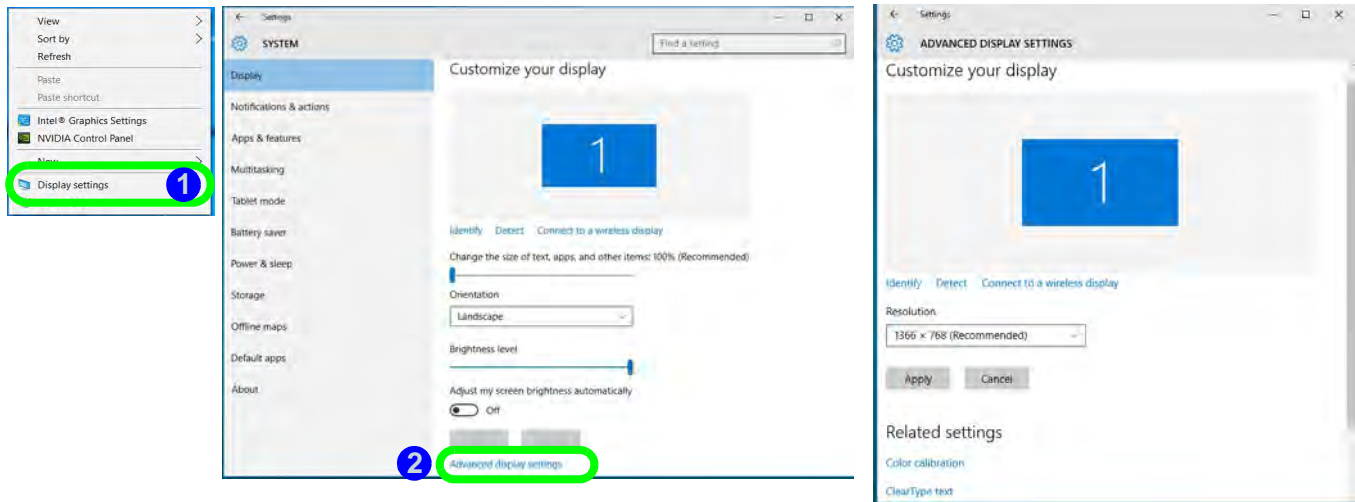 View
Sort by
Refresh
Paste
Paste shortcut
Intel® Graphics Settings
NVIDIA Control Panel
New
Display settings
1
Settings
SYSTEM
Find a setting
Display
Notifications & actions
Apps & features
Multitasking
Tablet mode
Battery saver
Power & sleep
Storage
Offline maps
Default apps
About
Customize your display
1
Identify Detect Connect to a wireless display
Change the size of text, apps, and other items: 100% (Recommended)
Orientation
Landscape
Brightness level
Adjust my screen brightness automatically
Off
2
Advanced display settings
Settings
ADVANCED DISPLAY SETTINGS
Customize your display
1
Identify Detect Connect to a wireless display
Resolution
1366 × 768 (Recommended)
Apply Cancel
Related settings
Color calibration
ClearType text